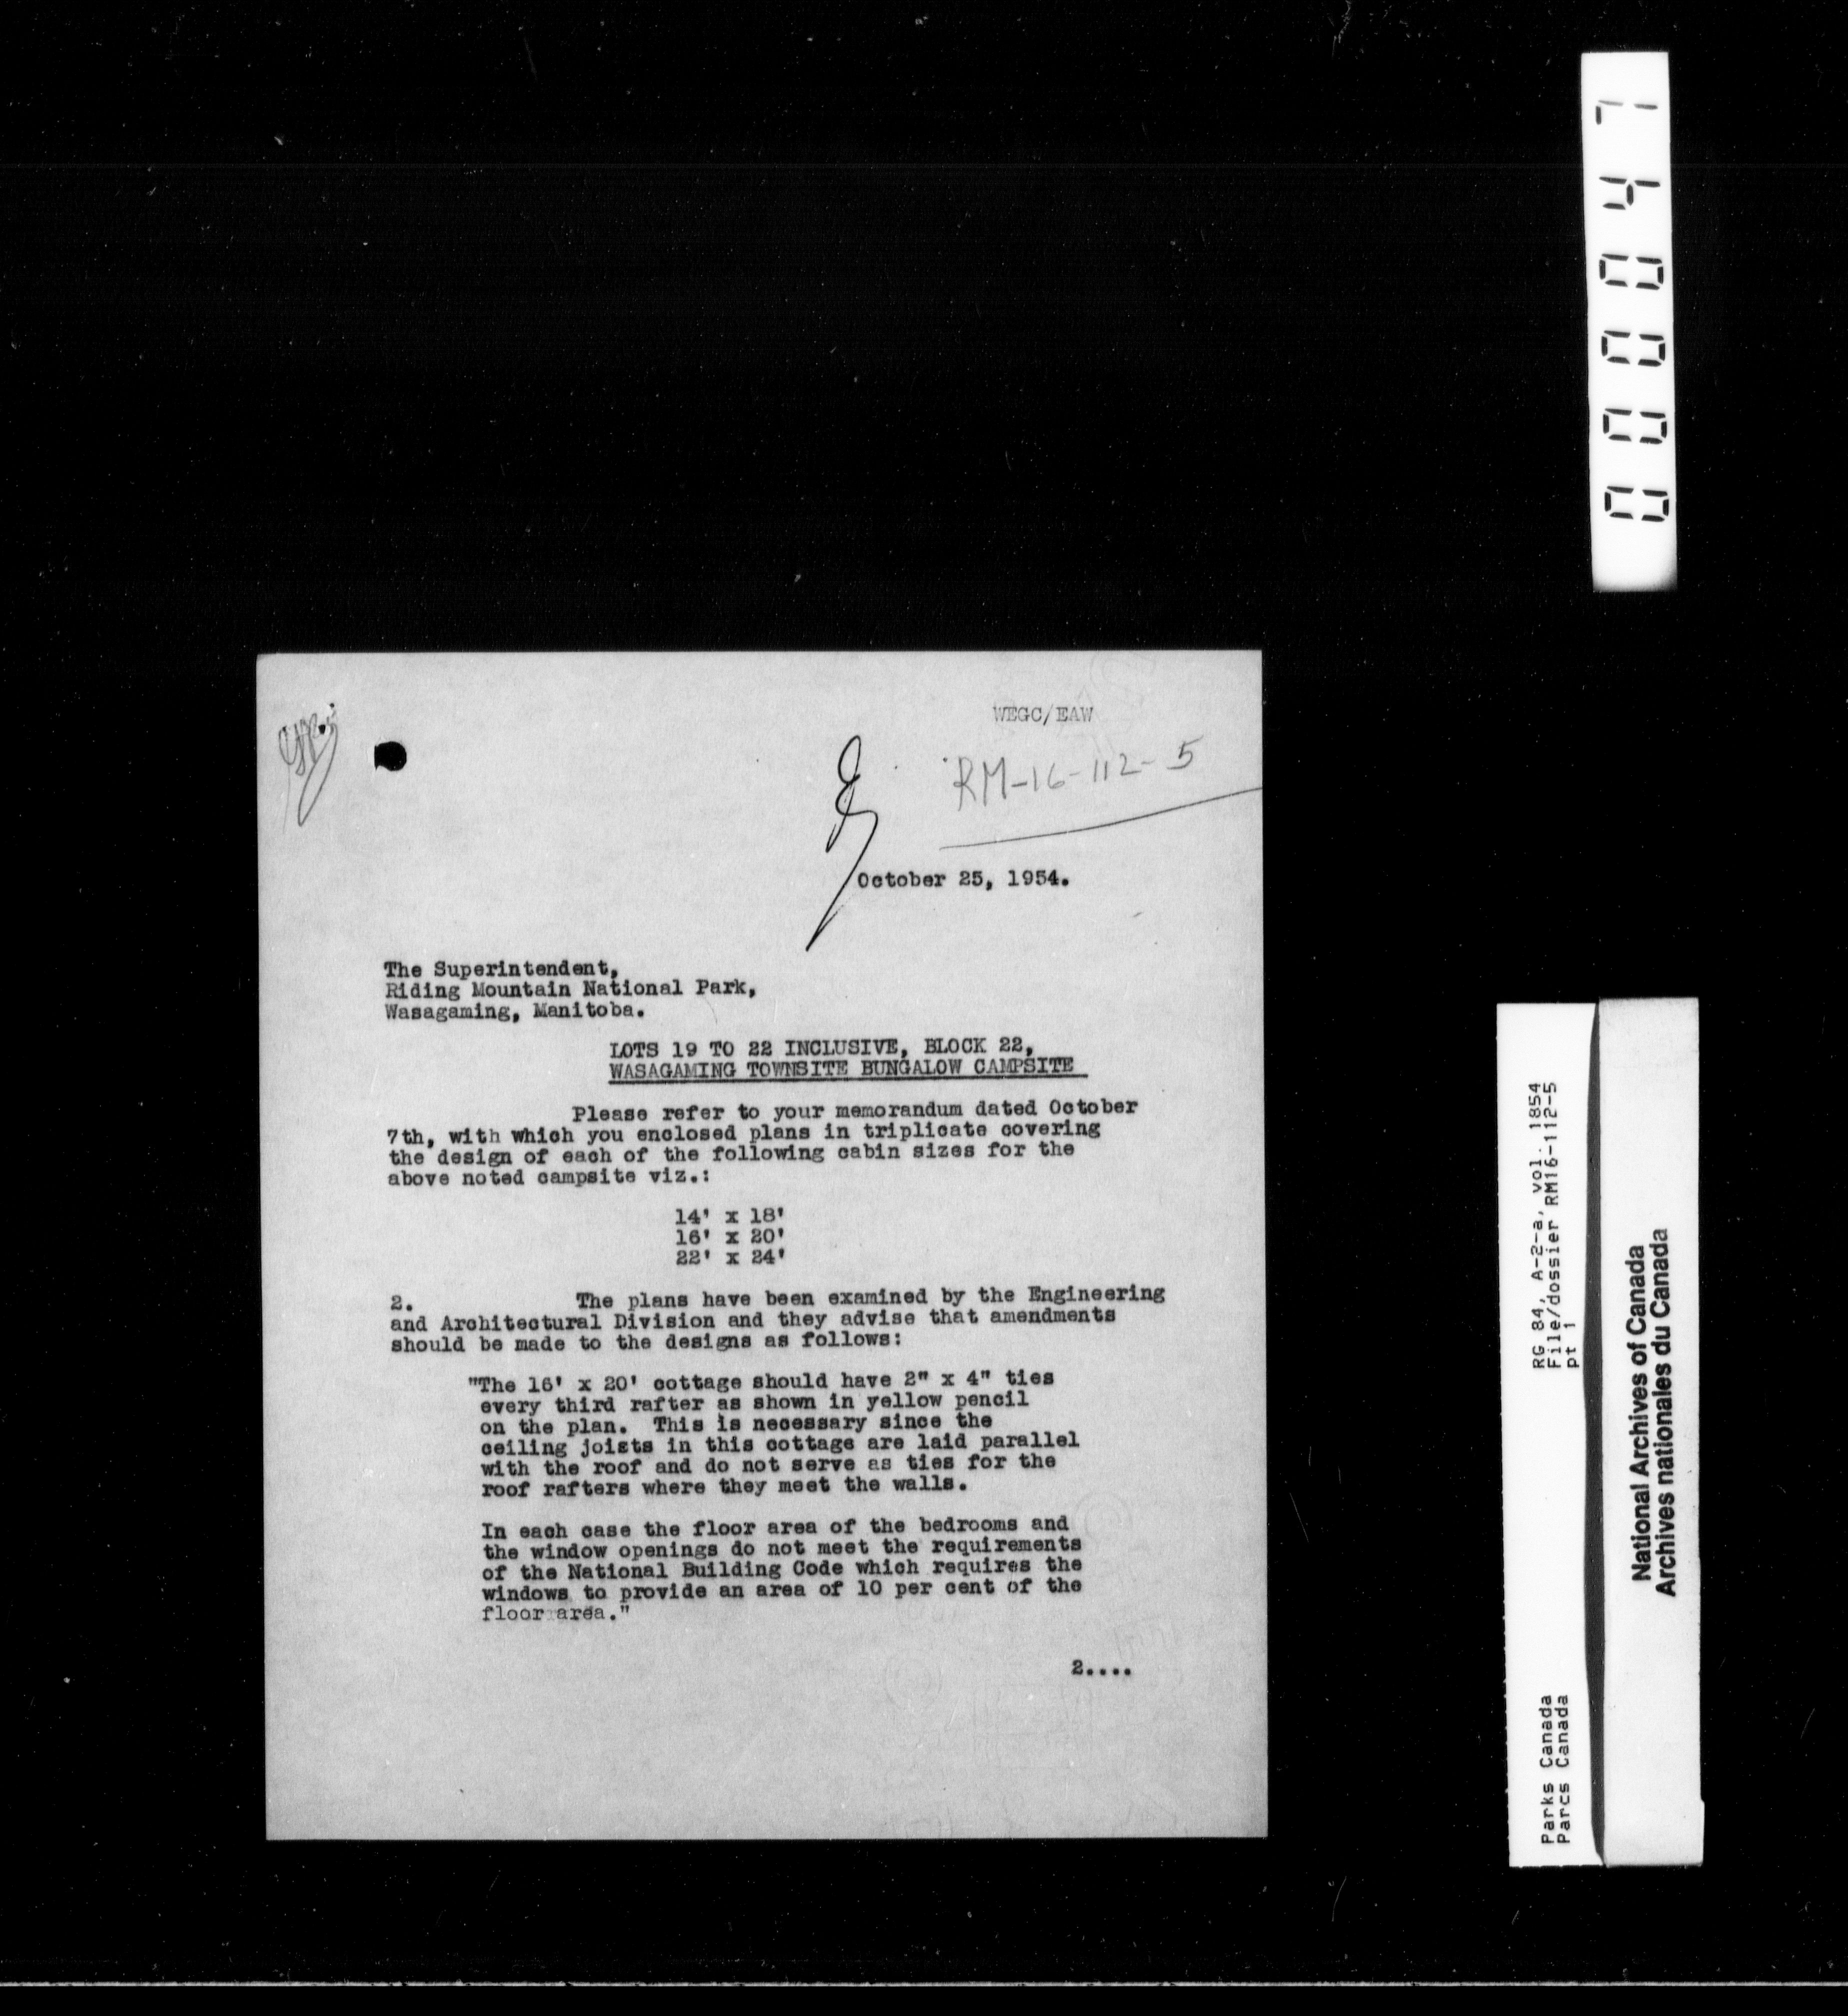 WEGC/EAW
RM-16-112-5
October 25, 1954.
The Superintendent,
Riding Mountain National Park,
Wasagaming, Manitoba.
LOTS 19 TO 22 INCLUSIVE, BLOCK 22,
WASAGAMING TOWNSITE BUNGALOW CAMPSITE
Please refer to your memorandum dated October
7th, with which you enclosed plans in triplicate covering
the design of each of the following cabin sizes for the
above noted campsite viz.:
14' x 18'
16' x 20'
22' x 24'
2. The plans have been examined by the Engineering
and Architectural Division and they advise that amendments
should be made to the designs as follows:
"The 16' x 20' cottage should have 2" x 4" ties
every third rafter as shown in yellow pencil
on the plan. This is necessary since the
ceiling joists in this cottage are laid parallel
with the roof and do not serve as ties for the
roof rafters where they meet the walls.
In each case the floor area of the bedrooms and
the window openings do not meet the requirements
of the National Building Code which requires the
windows to provide an area of 10 per cent of the
floor area."
2....
000047
RG 84, A-2-a, vol. 1854
File/dossier RM16-112-5
pt 1
Parks Canada
Parcs Canada
National Archives of Canada
Archives nationales du Canada